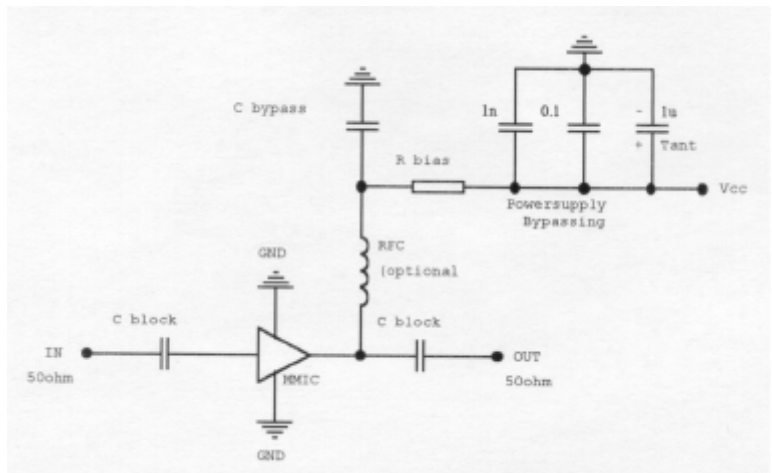 C bypass
1n
0.1
-
1u
+
Tant
R bias
Vcc
Powersupply
Bypassing
GND
RFC
(optional
C block
C block
IN
MMIC
OUT
50ohm
50ohm
GND